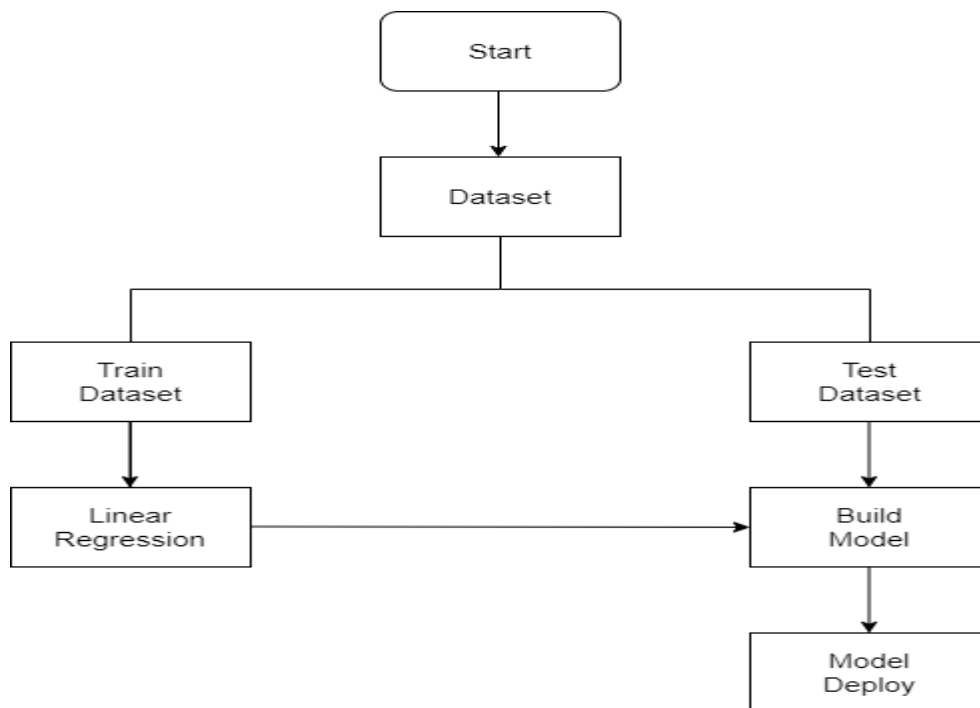 Start
Dataset
Train
Dataset
Test
Dataset
Linear
Regression
Build
Model
Model
Deploy